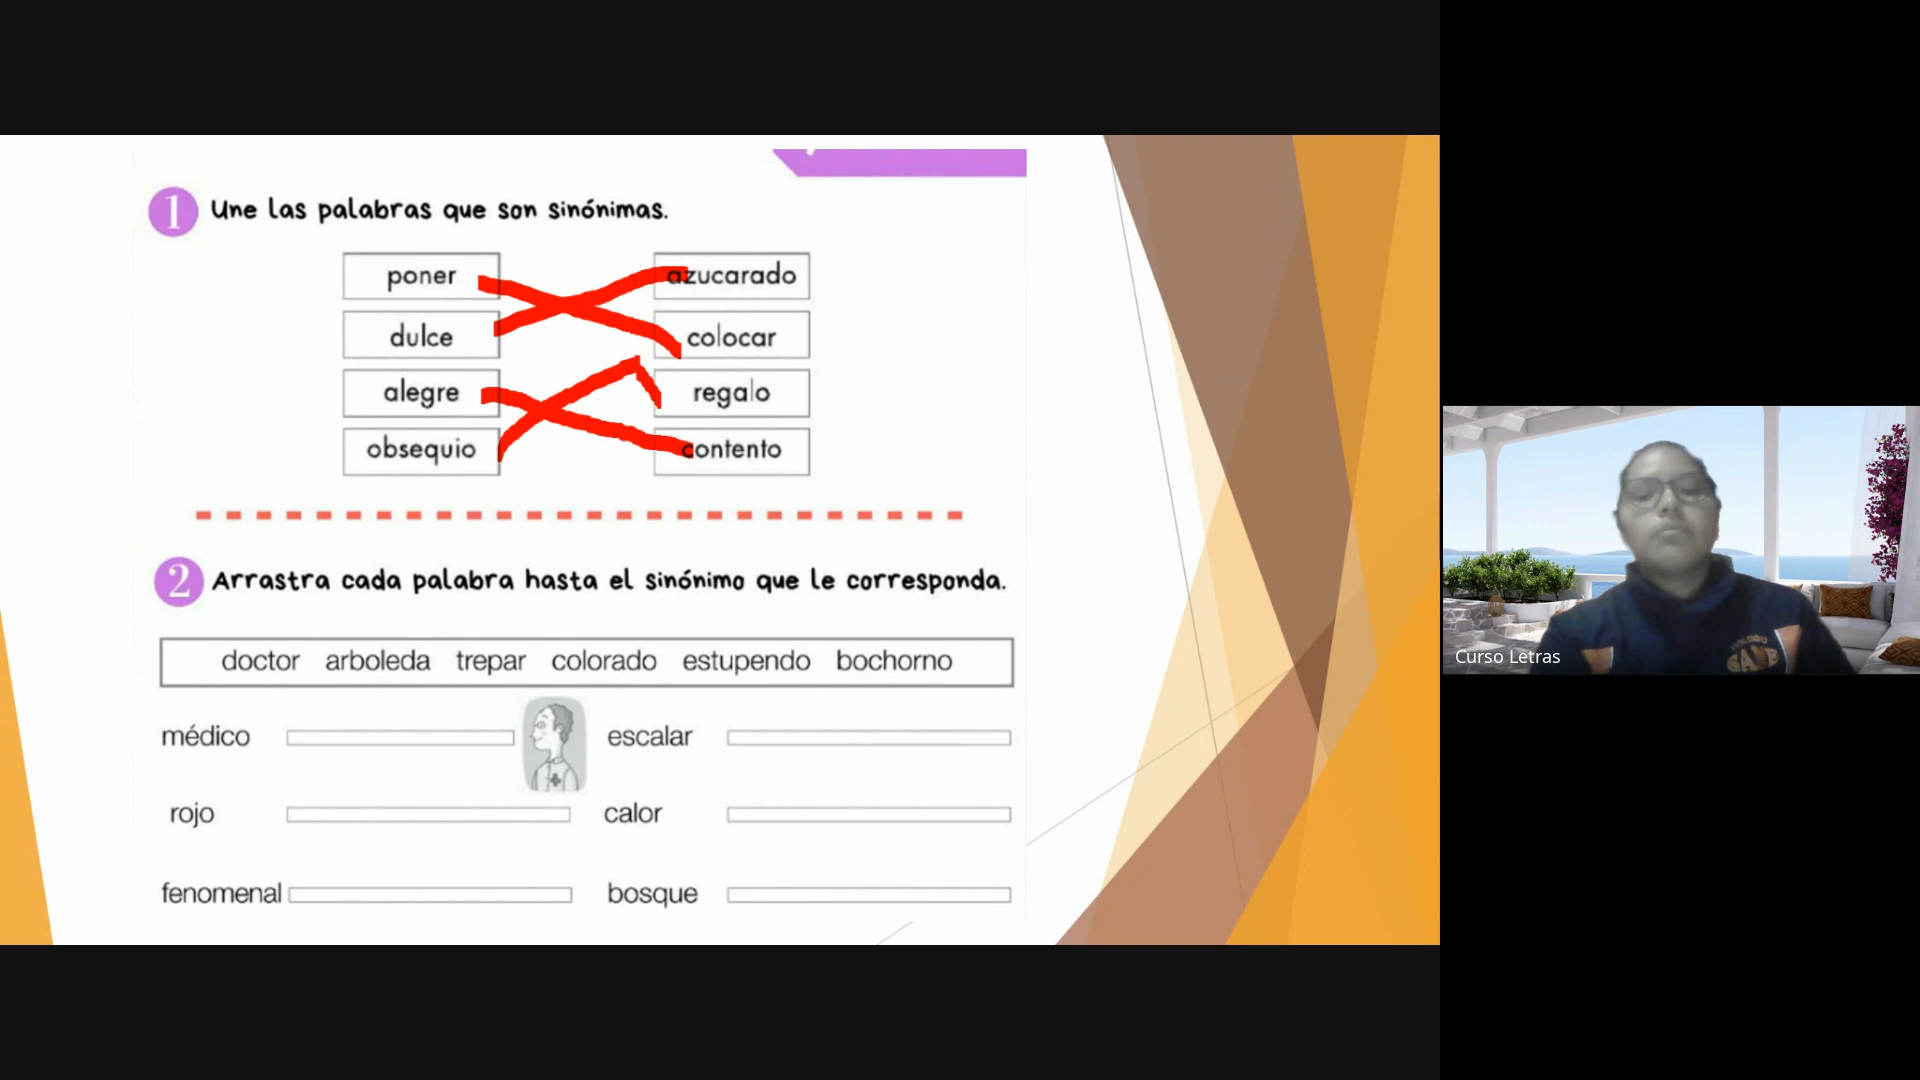 1 Une las palabras que son sinónimas.
poner azucarado
dulce colocar
alegre regalo
obsequio contento
2 Arrastra cada palabra hasta el sinónimo que le corresponda.
doctor arboleda trepar colorado estupendo bochorno
médico escalar
rojo calor
fenomenal bosque
Curso Letras